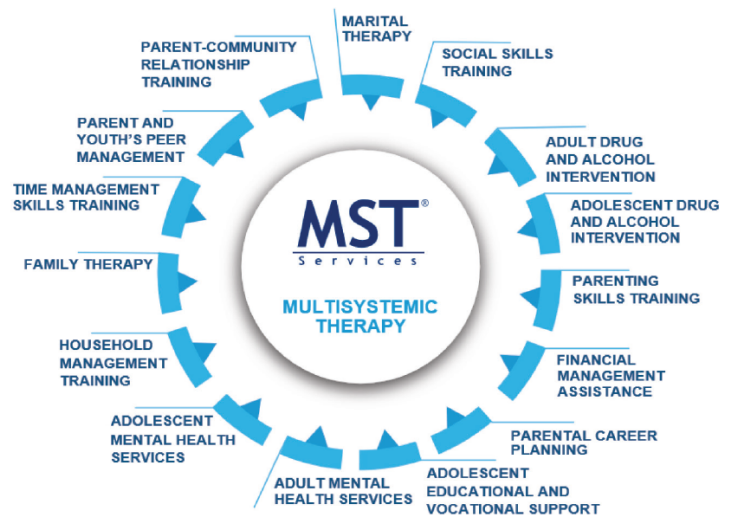 MARITAL
THERAPY
SOCIAL SKILLS
TRAINING
ADULT DRUG
AND ALCOHOL
INTERVENTION
ADOLESCENT DRUG
AND ALCOHOL
INTERVENTION
PARENTING
SKILLS TRAINING
FINANCIAL
MANAGEMENT
ASSISTANCE
PARENTAL CAREER
PLANNING
ADOLESCENT
EDUCATIONAL AND
VOCATIONAL SUPPORT
ADULT MENTAL
HEALTH SERVICES
ADOLESCENT
MENTAL HEALTH
SERVICES
HOUSEHOLD
MANAGEMENT
TRAINING
FAMILY THERAPY
TIME MANAGEMENT
SKILLS TRAINING
PARENT AND
YOUTH'S PEER
MANAGEMENT
PARENT-COMMUNITY
RELATIONSHIP
TRAINING
MST®
Services
MULTISYSTEMIC
THERAPY